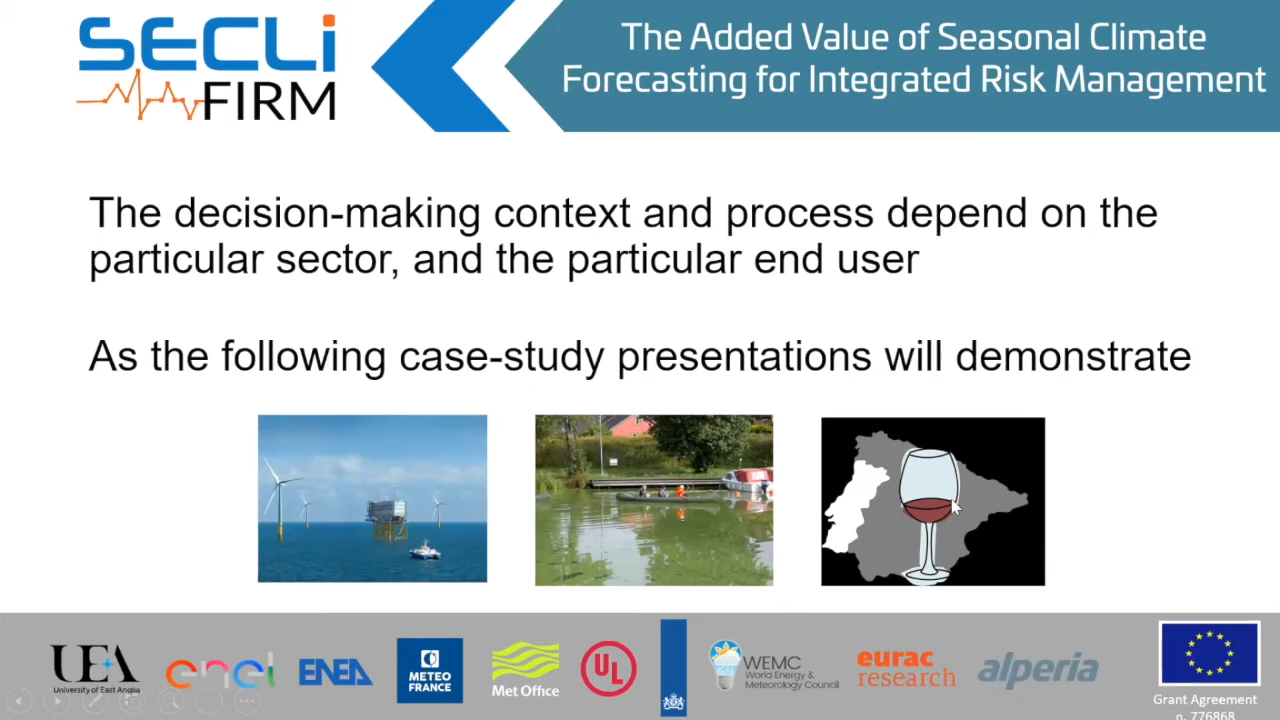 SECLI
FIRM
The Added Value of Seasonal Climate
Forecasting for Integrated Risk Management
The decision-making context and process depend on the
particular sector, and the particular end user
As the following case-study presentations will demonstrate
UEA
University of East Anglia
enel
ENEA
METEO
FRANCE
Met Office
UL
WEMC
World Energy &
Meteorology Council
eurac
research
alperia
Grant Agreement
n. 776868